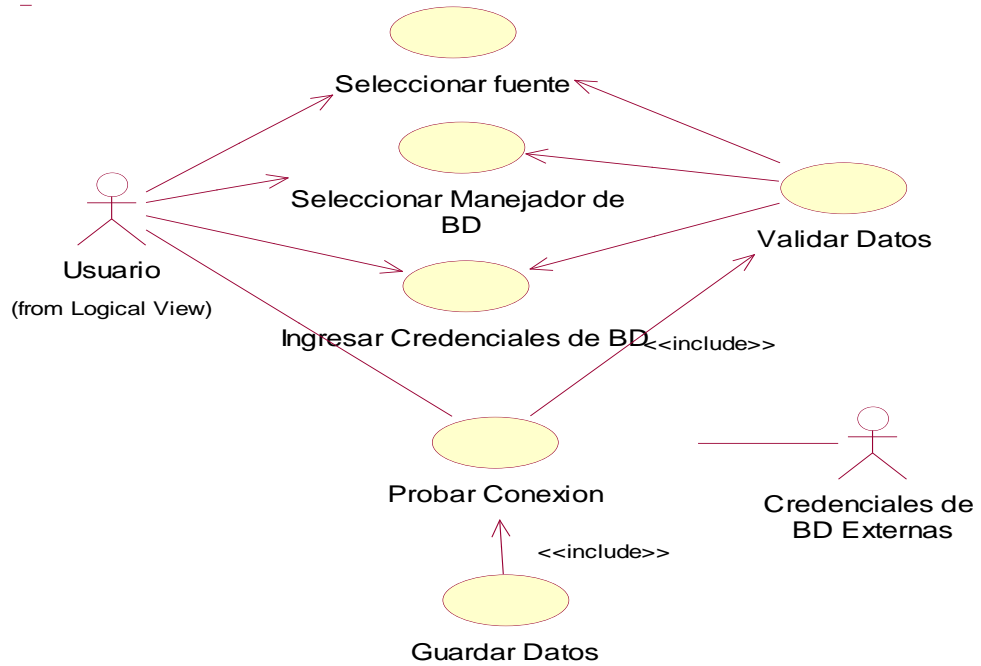 Seleccionar fuente
Seleccionar Manejador de
BD
Validar Datos
Usuario
(from Logical View)
Ingresar Credenciales de BD
<<include>>
Probar Conexion
Credenciales de
BD Externas
<<include>>
Guardar Datos